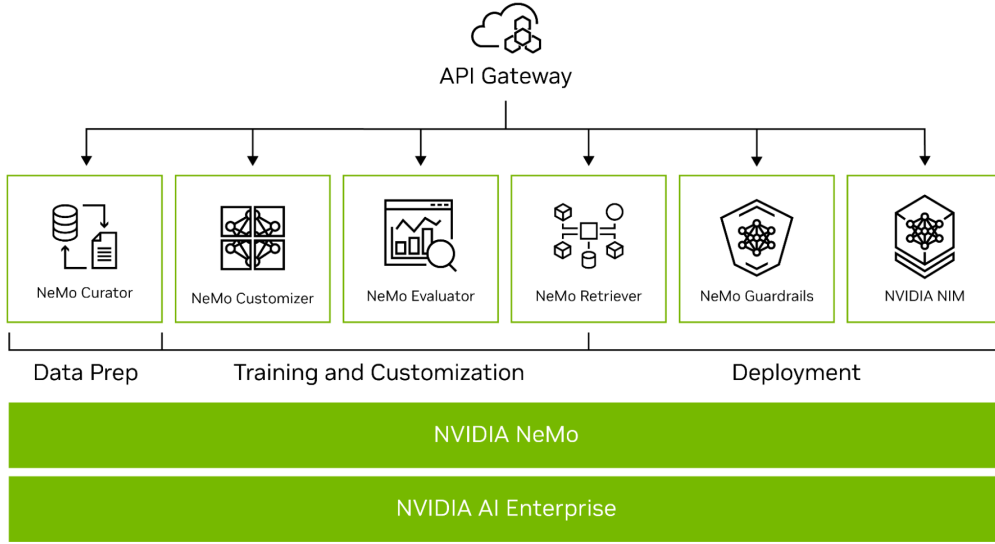 API Gateway
NeMo Curator
NeMo Customizer
NeMo Evaluator
NeMo Retriever
NeMo Guardrails
NVIDIA NIM
Data Prep
Training and Customization
Deployment
NVIDIA NeMo
NVIDIA AI Enterprise